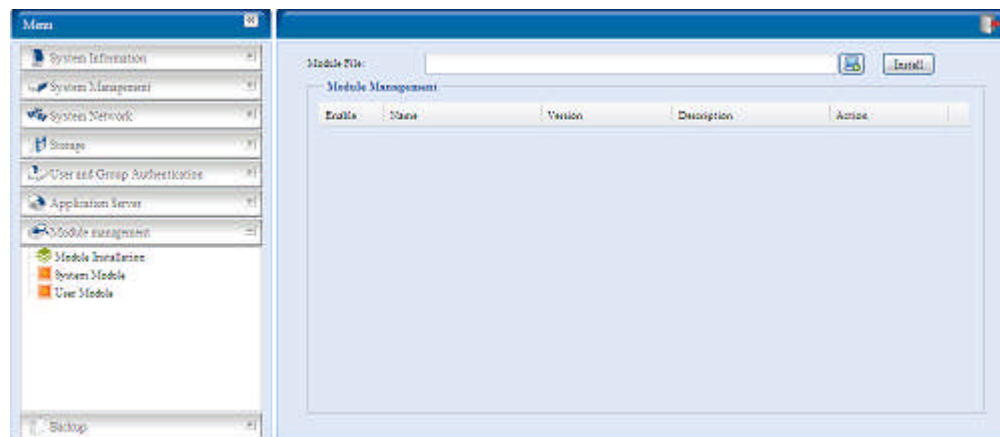 Menu
System Information
System Management
System Network
Storage
User and Group Authentication
Application Server
Module management
Module Installation
System Module
User Module
Backup
Module File:
Install
Module Management
Enable Name Version Description Action